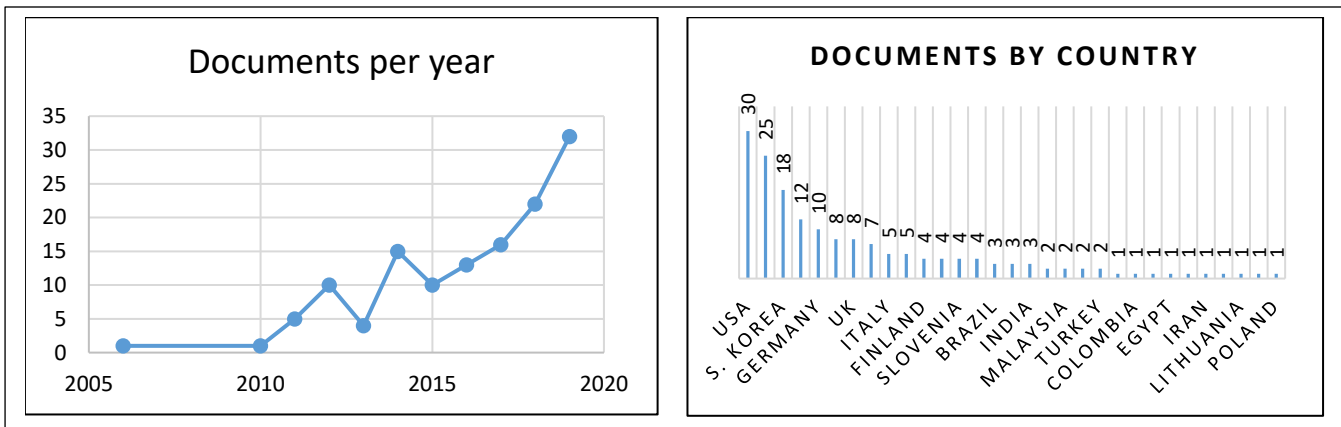 Documents per year
35
30
25
20
15
10
5
0
2005 2010 2015 2020
DOCUMENTS BY COUNTRY
30 25 18 12 10 8 8 7 5 5 4 4 4 4 3 3 3 2 2 2 2 1 1 1 1 1 1 1 1 1 1
USA
S. KOREA
GERMANY
UK
ITALY
FINLAND
SLOVENIA
BRAZIL
INDIA
MALAYSIA
TURKEY
COLOMBIA
EGYPT
IRAN
LITHUANIA
POLAND